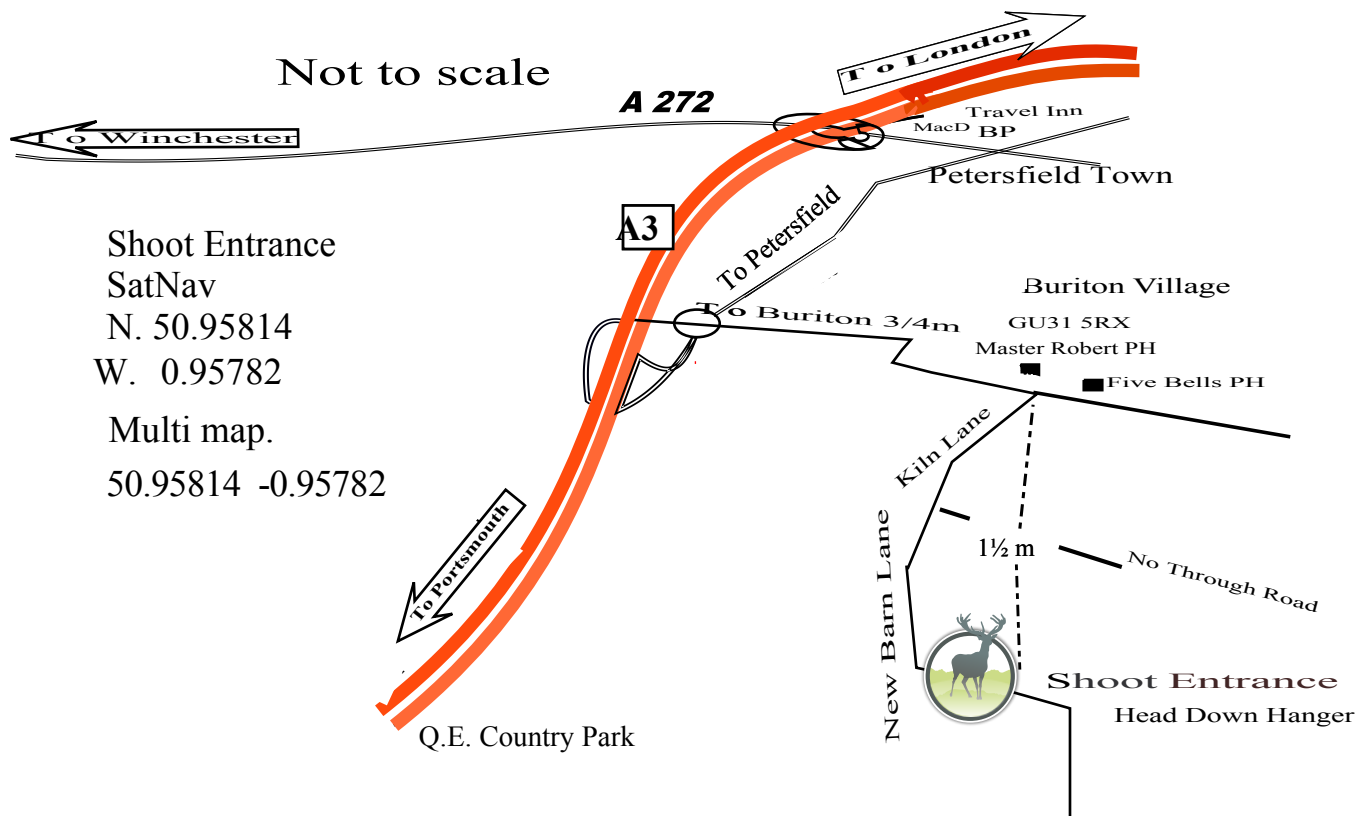 Not to scale
To London
A 272
To Winchester
Travel Inn
MacD BP
Petersfield Town
A3
To Petersfield
Shoot Entrance
SatNav
N. 50.95814
W. 0.95782
Multi map.
50.95814 -0.95782
Buriton Village
To Buriton 3/4m
GU31 5RX
Master Robert PH
Five Bells PH
Kiln Lane
To Portsmouth
New Barn Lane
1½ m
No Through Road
Shoot Entrance
Head Down Hanger
Q.E. Country Park